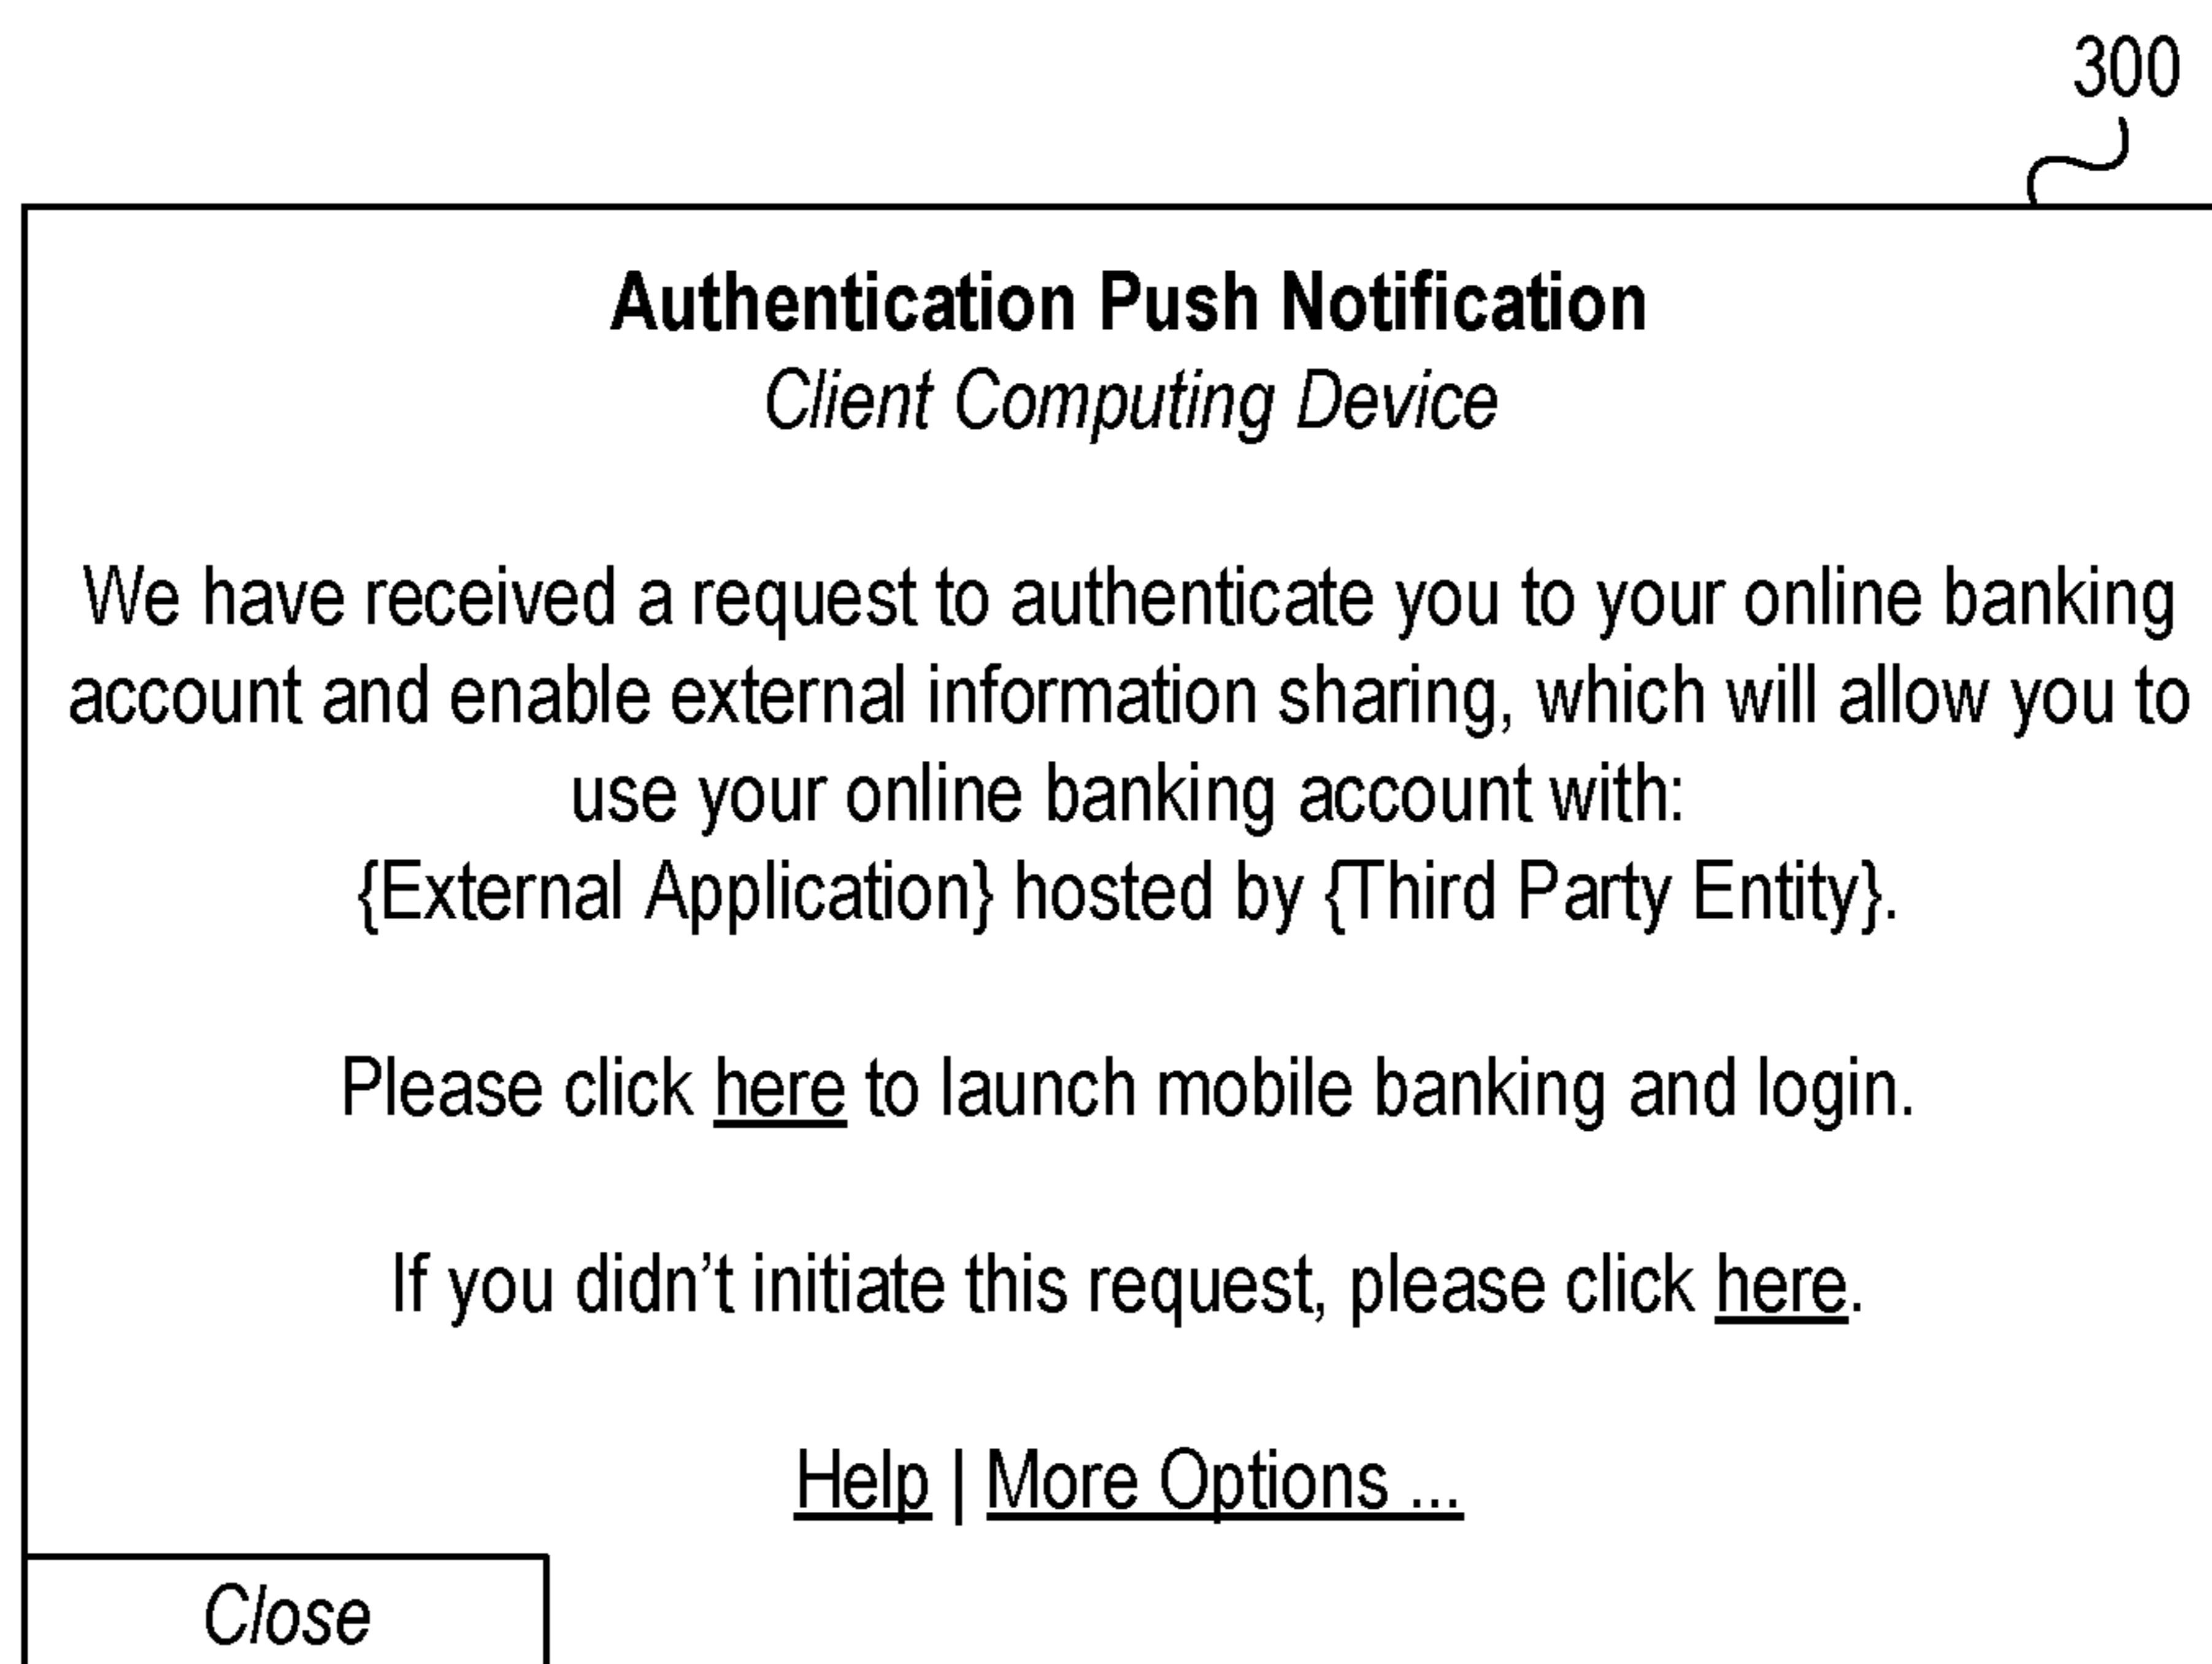 300
Authentication Push Notification
Client Computing Device
We have received a request to authenticate you to your online banking
account and enable external information sharing, which will allow you to
use your online banking account with:
{External Application} hosted by {Third Party Entity}.
Please click here to launch mobile banking and login.
If you didn’t initiate this request, please click here.
Help | More Options ...
Close